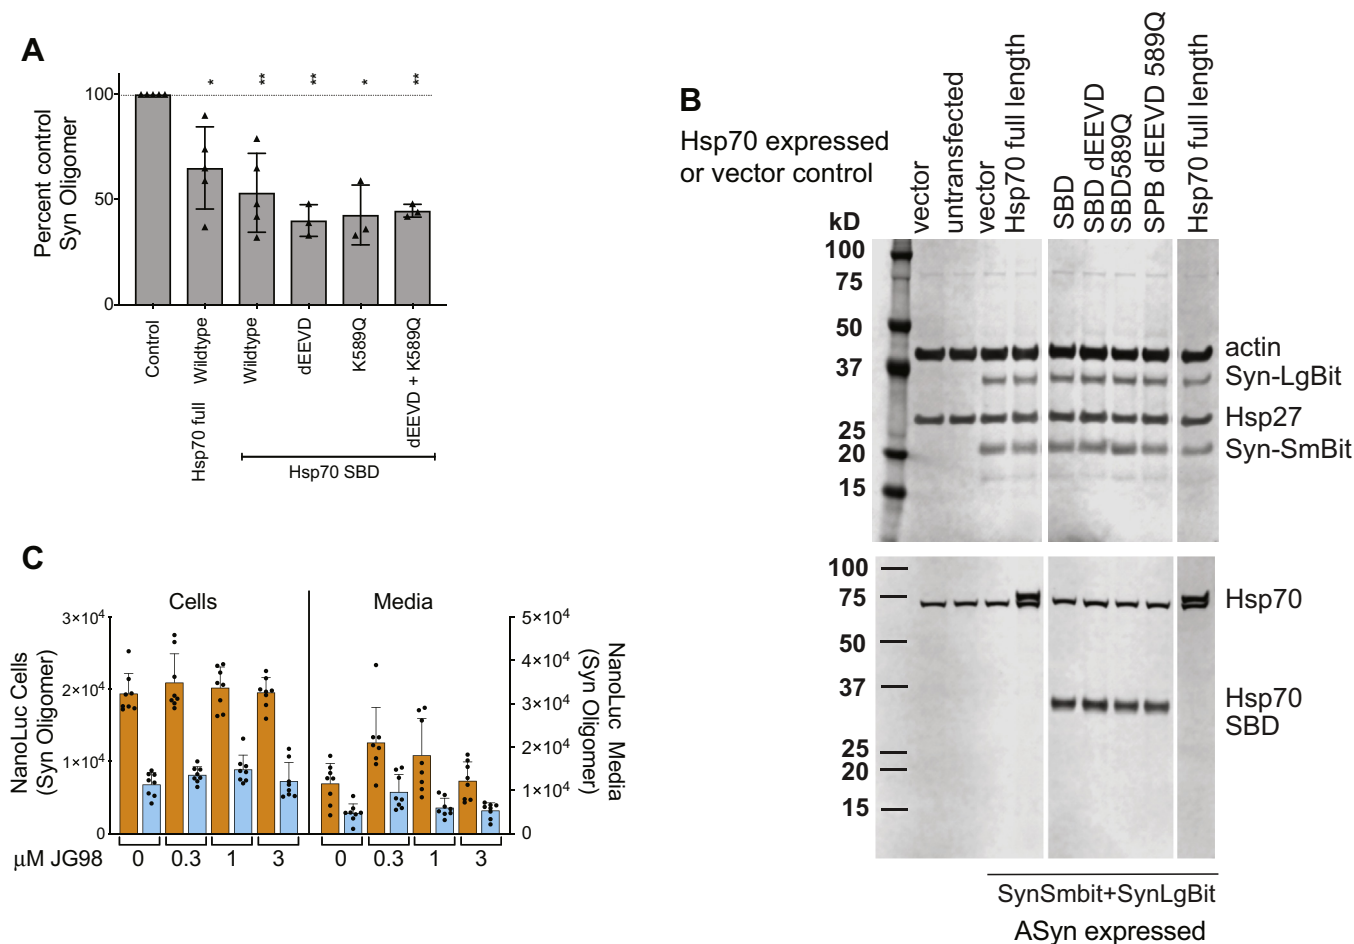 A
Percent control
Syn Oligomer
100
50
0
* ** ** * **
Control
Hsp70 full Wildtype
Wildtype
dEEVD
K589Q
dEEVD + K589Q
Hsp70 SBD
B
Hsp70 expressed
or vector control
vector
untransfected
vector
Hsp70 full length
SBD
SBD dEEVD
SBD589Q
SPB dEEVD 589Q
Hsp70 full length
kD
100
75
50
37
25
20
15
actin
Syn-LgBit
Hsp27
Syn-SmBit
100
75
50
37
25
20
15
Hsp70
Hsp70
SBD
SynSmbit+SynLgBit
ASyn expressed
C
Cells
Media
NanoLuc Cells
(Syn Oligomer)
3×10⁴
2×10⁴
1×10⁴
0
5×10⁴
4×10⁴
3×10⁴
2×10⁴
1×10⁴
0
NanoLuc Media
(Syn Oligomer)
μM JG98 0 0.3 1 3 0 0.3 1 3